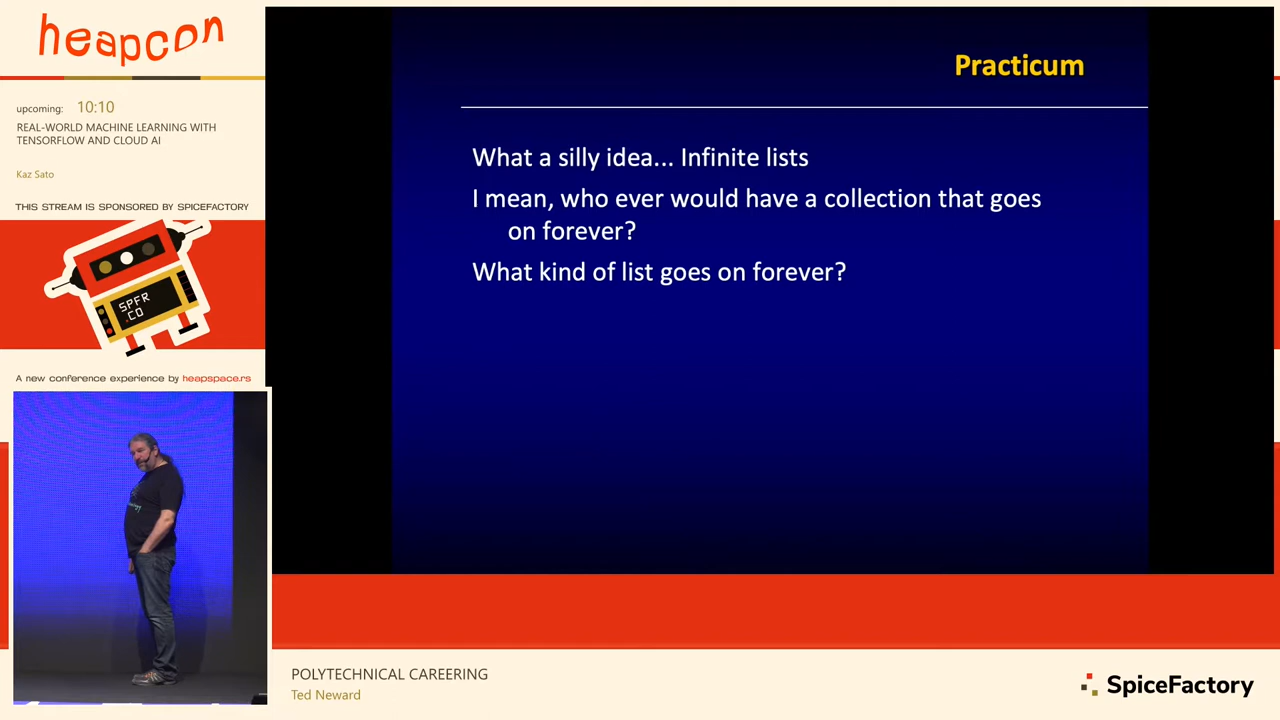 heapcon
upcoming: 10:10
REAL-WORLD MACHINE LEARNING WITH
TENSORFLOW AND CLOUD AI
Kaz Sato
THIS STREAM IS SPONSORED BY SPICEFACTORY
SPFR
.CO
A new conference experience by heapspace.rs
Practicum
What a silly idea... Infinite lists
I mean, who ever would have a collection that goes
on forever?
What kind of list goes on forever?
POLYTECHNICAL CAREERING
Ted Neward
SpiceFactory